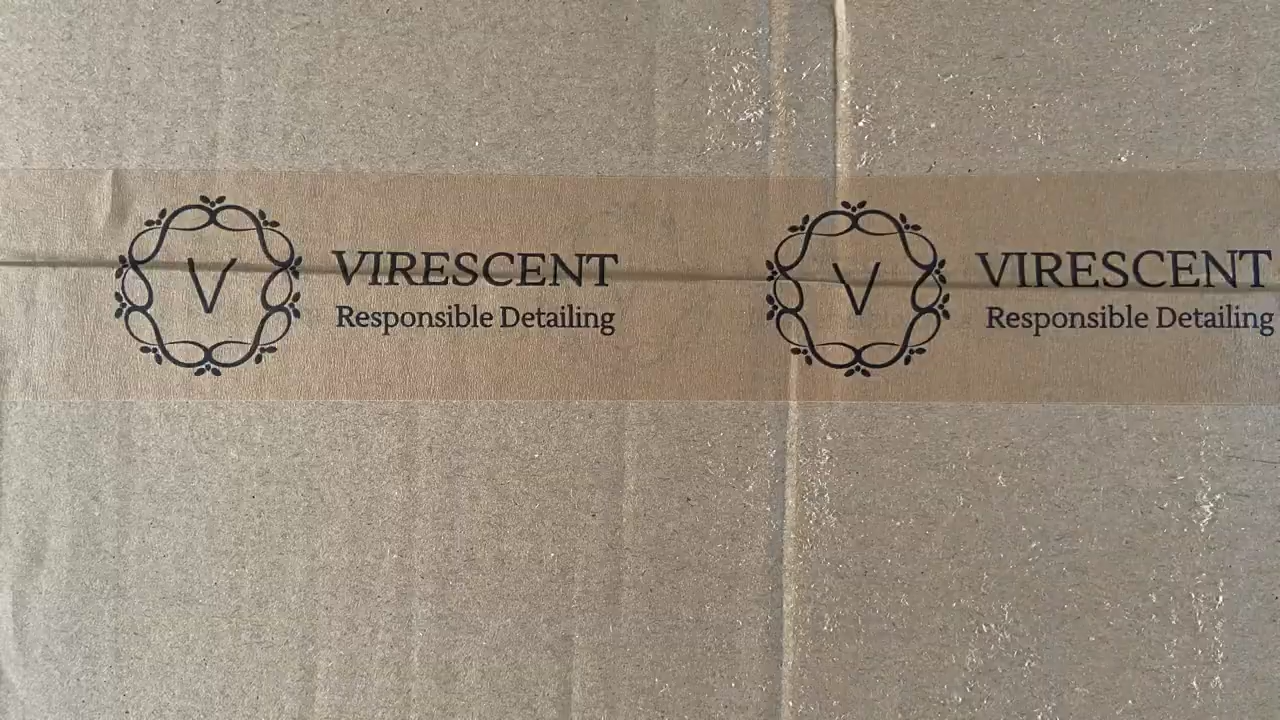 V
VIRESCENT
Responsible Detailing
V
VIRESCENT
Responsible Detailing